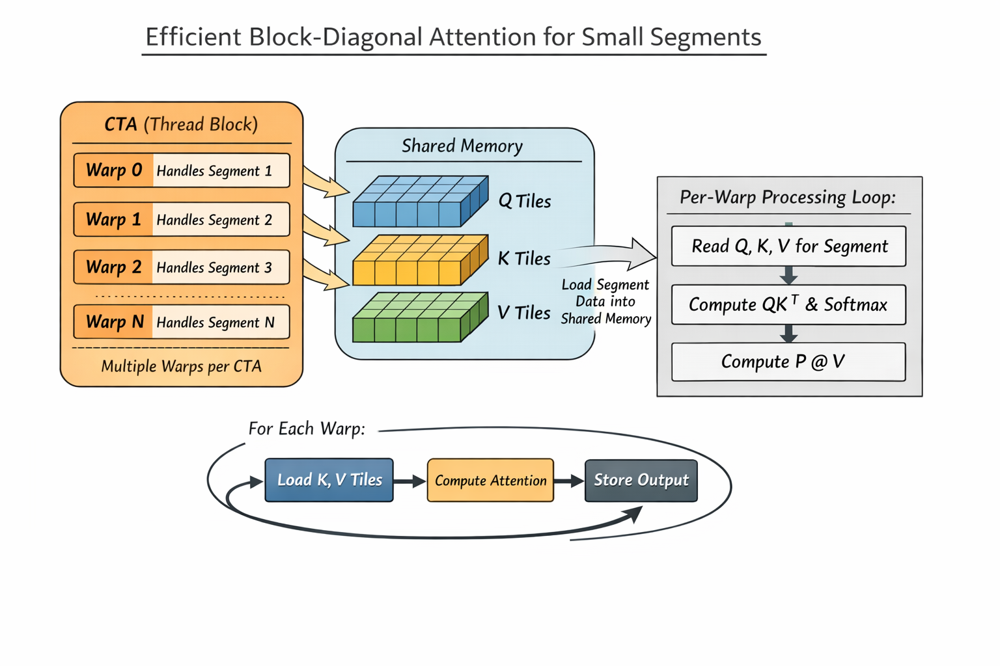 Efficient Block-Diagonal Attention for Small Segments
CTA (Thread Block)
Warp 0 Handles Segment 1
Warp 1 Handles Segment 2
Warp 2 Handles Segment 3
Warp N Handles Segment N
Multiple Warps per CTA
Shared Memory
Q Tiles
K Tiles
V Tiles
Load Segment
Data into
Shared Memory
Per-Warp Processing Loop:
Read Q, K, V for Segment
Compute QKᵀ & Softmax
Compute P @ V
For Each Warp:
Load K, V Tiles
Compute Attention
Store Output